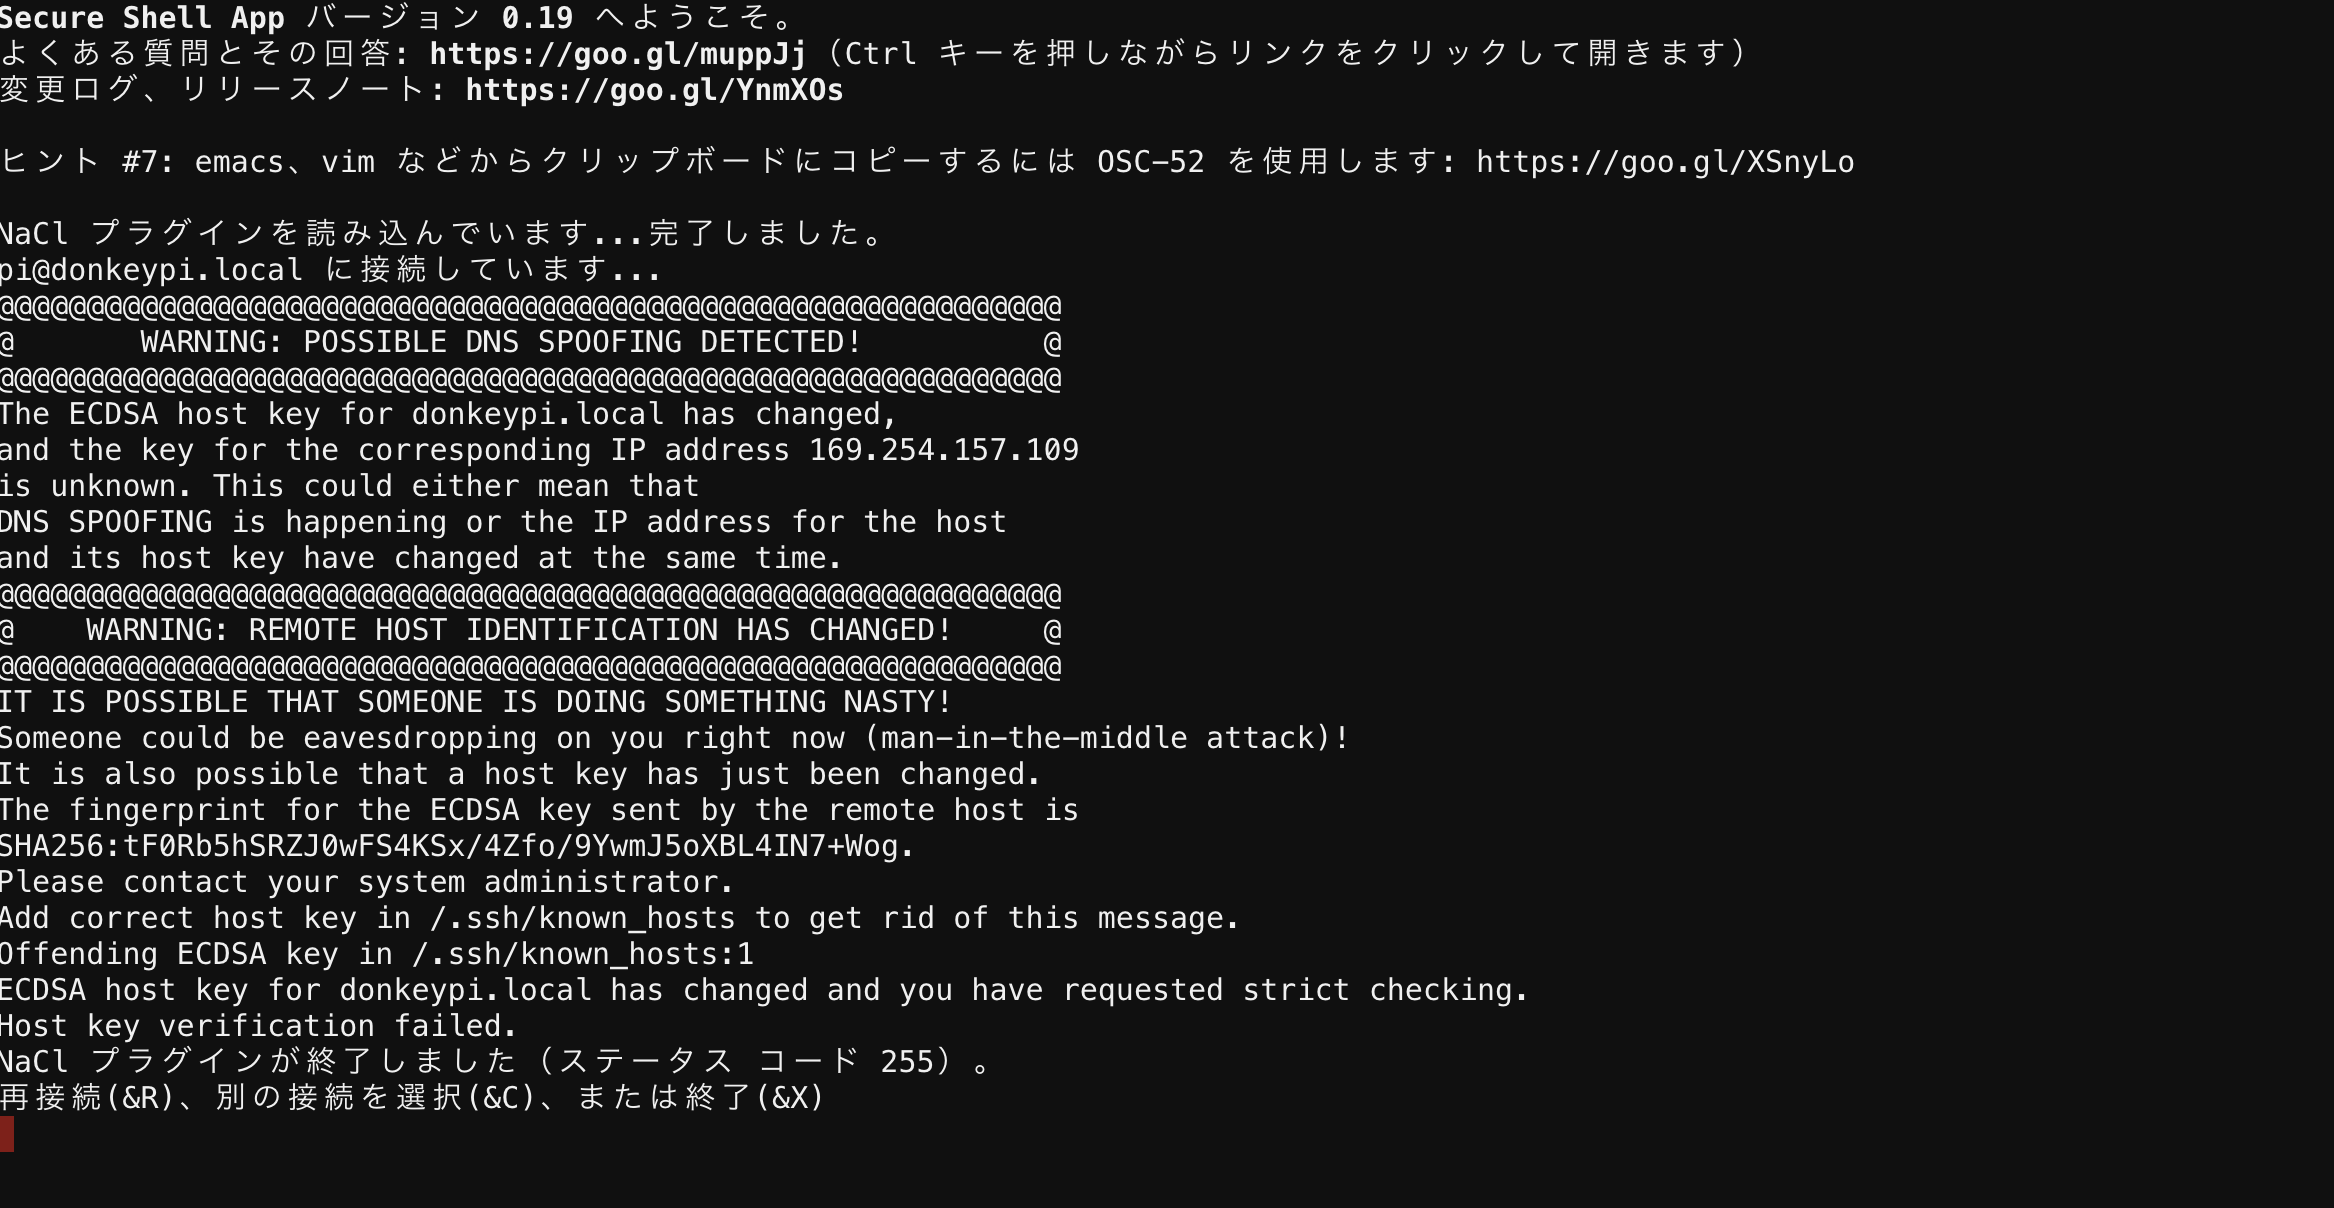 Secure Shell App バージョン 0.19 へようこそ。
よくある質問とその回答: https://goo.gl/muppJj（Ctrl キーを押しながらリンクをクリックして開きます）
変更ログ、リリースノート: https://goo.gl/YnmXOs
ヒント #7: emacs、vim などからクリップボードにコピーするには OSC-52 を使用します: https://goo.gl/XSnyLo
NaCl プラグインを読み込んでいます...完了しました。
pi@donkeypi.local に接続しています...
@@@@@@@@@@@@@@@@@@@@@@@@@@@@@@@@@@@@@@@@@@@@@@@@@@@@@@@@@@@
@       WARNING: POSSIBLE DNS SPOOFING DETECTED!          @
@@@@@@@@@@@@@@@@@@@@@@@@@@@@@@@@@@@@@@@@@@@@@@@@@@@@@@@@@@@
The ECDSA host key for donkeypi.local has changed,
and the key for the corresponding IP address 169.254.157.109
is unknown. This could either mean that
DNS SPOOFING is happening or the IP address for the host
and its host key have changed at the same time.
@@@@@@@@@@@@@@@@@@@@@@@@@@@@@@@@@@@@@@@@@@@@@@@@@@@@@@@@@@@
@    WARNING: REMOTE HOST IDENTIFICATION HAS CHANGED!     @
@@@@@@@@@@@@@@@@@@@@@@@@@@@@@@@@@@@@@@@@@@@@@@@@@@@@@@@@@@@
IT IS POSSIBLE THAT SOMEONE IS DOING SOMETHING NASTY!
Someone could be eavesdropping on you right now (man-in-the-middle attack)!
It is also possible that a host key has just been changed.
The fingerprint for the ECDSA key sent by the remote host is
SHA256:tF0Rb5hSRZJ0wFS4KSx/4Zfo/9YwmJ5oXBL4IN7+Wog.
Please contact your system administrator.
Add correct host key in /.ssh/known_hosts to get rid of this message.
Offending ECDSA key in /.ssh/known_hosts:1
ECDSA host key for donkeypi.local has changed and you have requested strict checking.
Host key verification failed.
NaCl プラグインが終了しました（ステータス コード 255）。
再接続(&R)、別の接続を選択(&C)、または終了(&X)